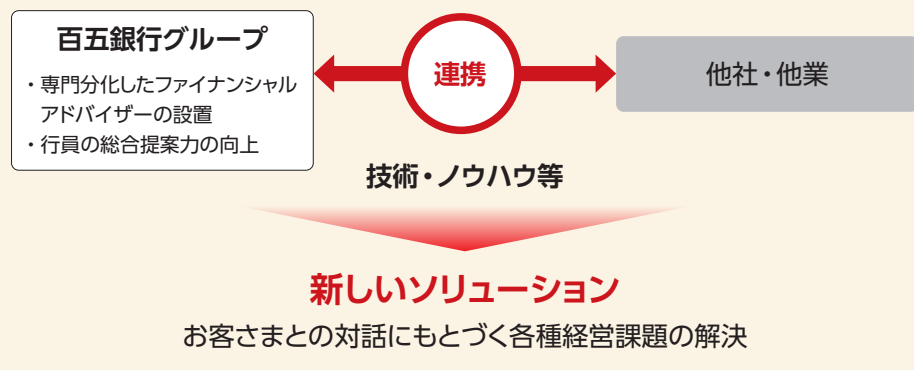 百五銀行グループ
・専門分化したファイナンシャル
アドバイザーの設置
・行員の総合提案力の向上
連携
他社・他業
技術・ノウハウ等
新しいソリューション
お客さまとの対話にもとづく各種経営課題の解決